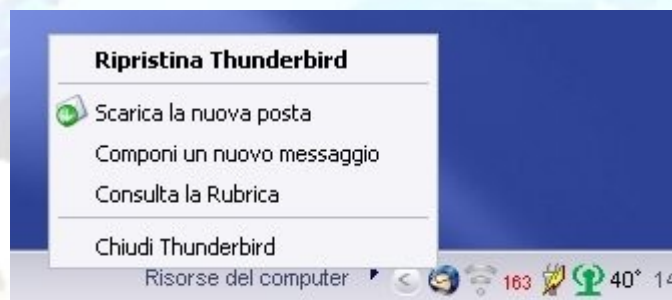 Ripristina Thunderbird
Scarica la nuova posta
Componi un nuovo messaggio
Consulta la Rubrica
Chiudi Thunderbird
Risorse del computer 163 40° 14